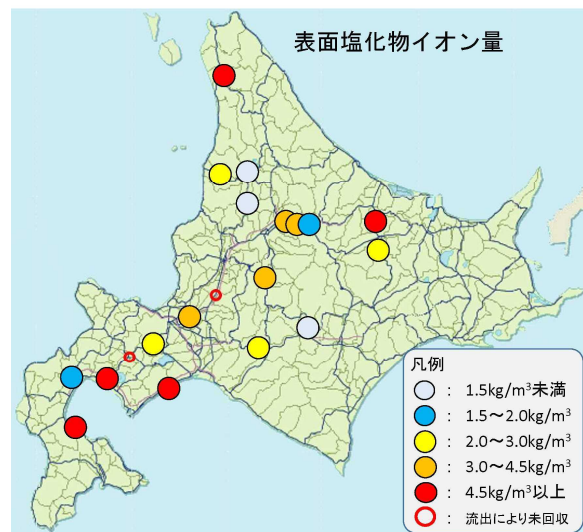 表面塩化物イオン量
凡例
: 1.5kg/m³未満
: 1.5～2.0kg/m³
: 2.0～3.0kg/m³
: 3.0～4.5kg/m³
: 4.5kg/m³以上
: 流出により未回収